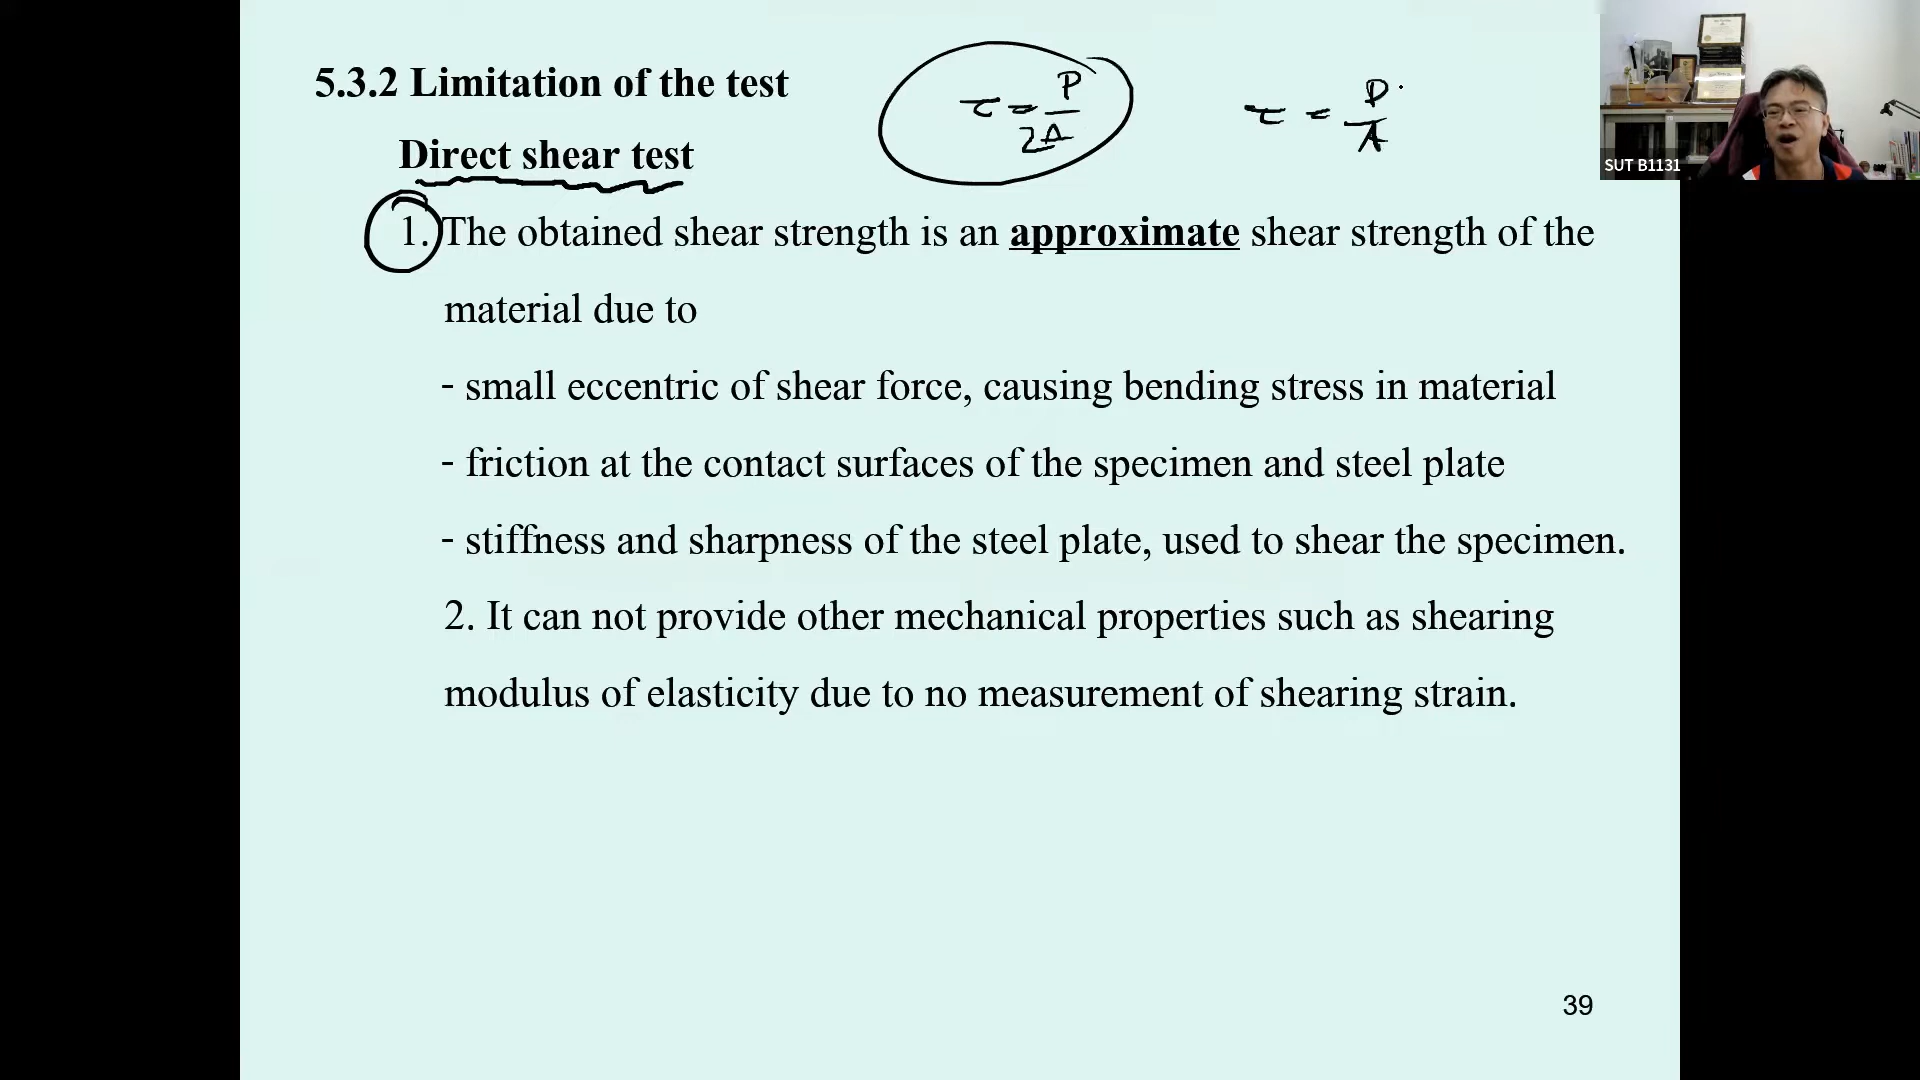 5.3.2 Limitation of the test
τ = P / 2A
τ = P / A
Direct shear test
1. The obtained shear strength is an approximate shear strength of the
material due to
- small eccentric of shear force, causing bending stress in material
- friction at the contact surfaces of the specimen and steel plate
- stiffness and sharpness of the steel plate, used to shear the specimen.
2. It can not provide other mechanical properties such as shearing
modulus of elasticity due to no measurement of shearing strain.
39
SUT B1131